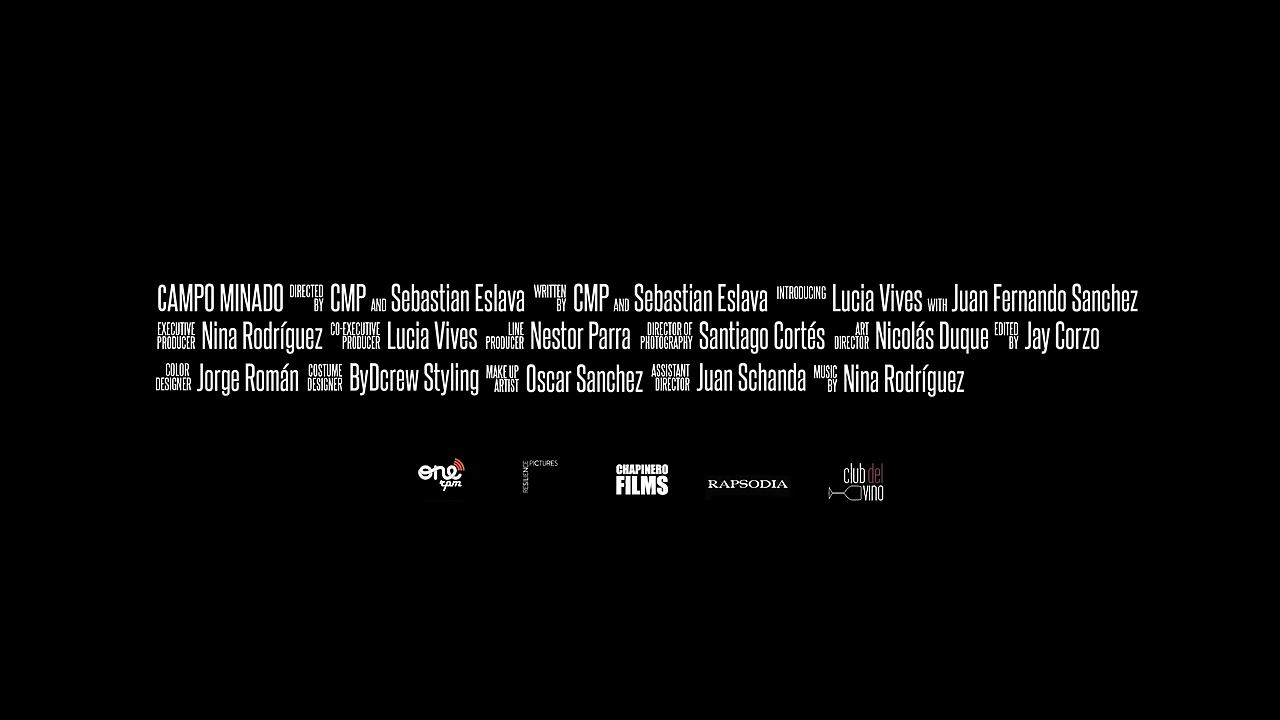 CAMPO MINADO DIRECTED BY CMP AND Sebastian Eslava WRITTEN BY CMP AND Sebastian Eslava INTRODUCING Lucia Vives WITH Juan Fernando Sanchez
EXECUTIVE PRODUCER Nina Rodríguez CO-EXECUTIVE PRODUCER Lucia Vives LINE PRODUCER Nestor Parra DIRECTOR OF PHOTOGRAPHY Santiago Cortés ART DIRECTOR Nicolás Duque EDITED BY Jay Corzo
COLOR DESIGNER Jorge Román COSTUME DESIGNER ByDcrew Styling MAKE UP ARTIST Oscar Sanchez ASSISTANT DIRECTOR Juan Schanda MUSIC BY Nina Rodríguez
one rpm
RESILIENCE PICTURES
CHAPINERO FILMS
RAPSODIA
club del vino